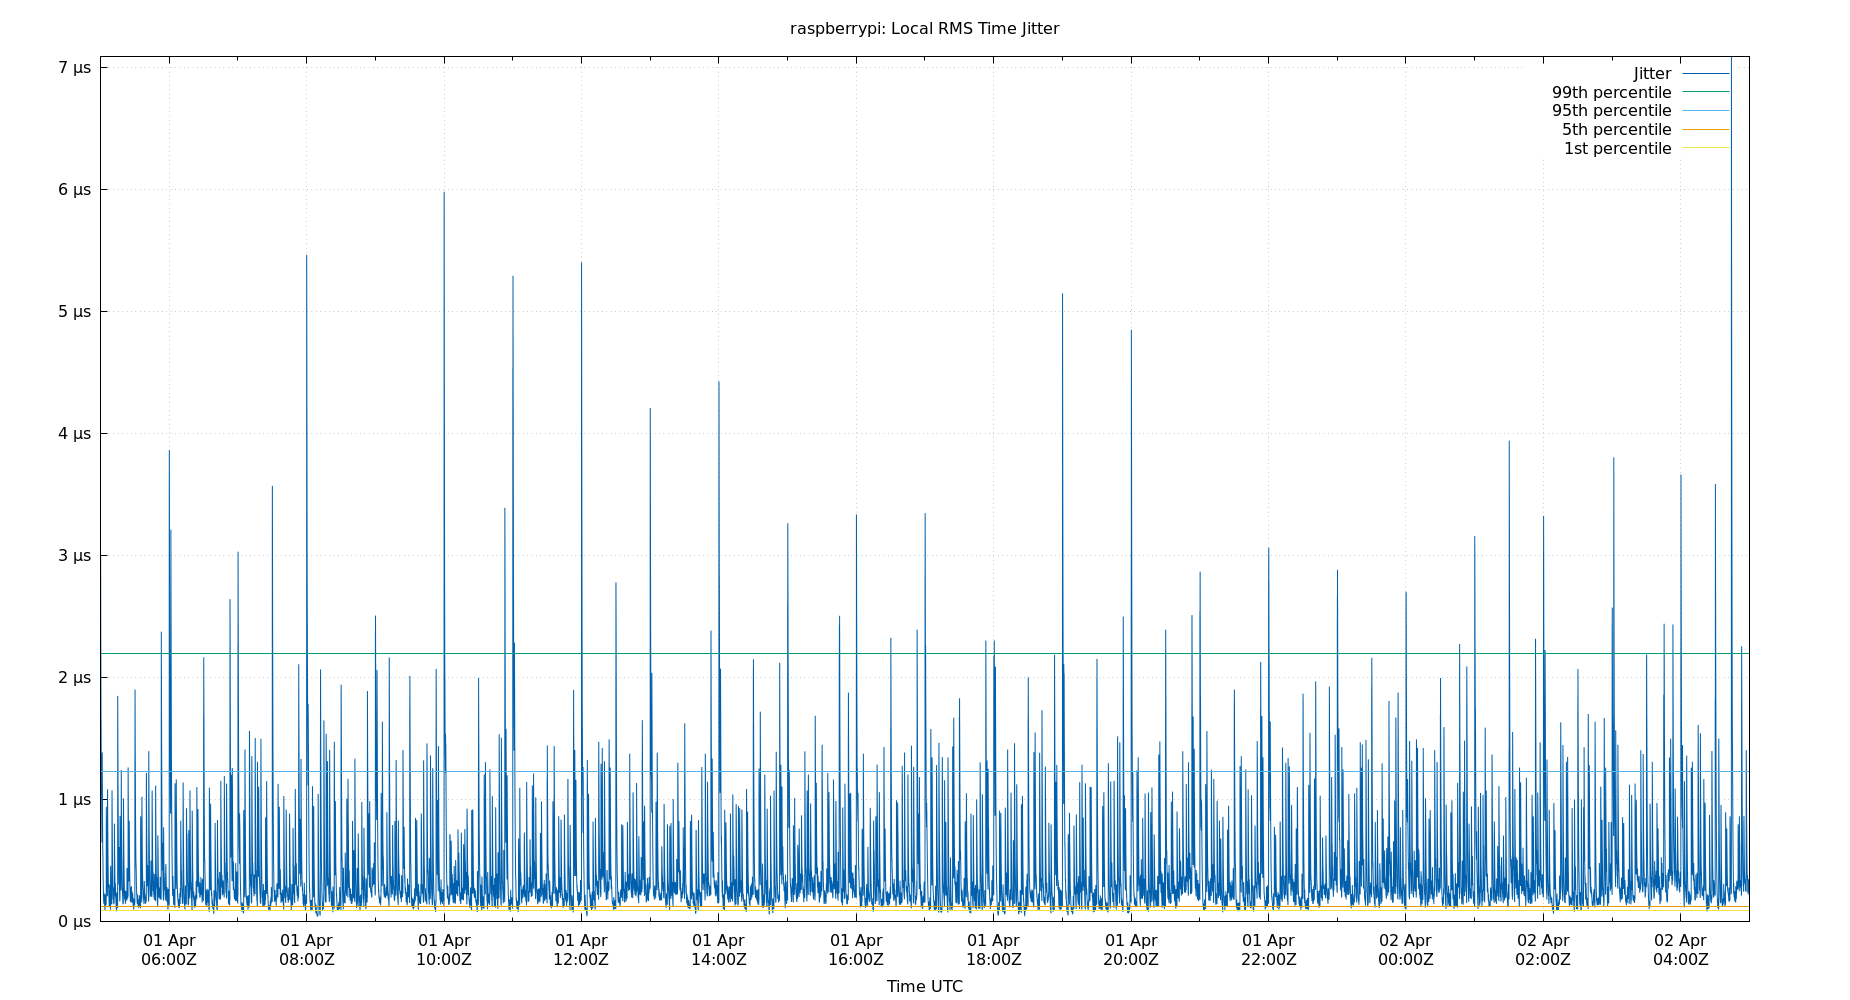 raspberrypi: Local RMS Time Jitter
7 µs
6 µs
5 µs
4 µs
3 µs
2 µs
1 µs
0 µs
Jitter
99th percentile
95th percentile
5th percentile
1st percentile
01 Apr 01 Apr 01 Apr 01 Apr 01 Apr 01 Apr 01 Apr 01 Apr 01 Apr 02 Apr 02 Apr 02 Apr
06:00Z 08:00Z 10:00Z 12:00Z 14:00Z 16:00Z 18:00Z 20:00Z 22:00Z 00:00Z 02:00Z 04:00Z
Time UTC